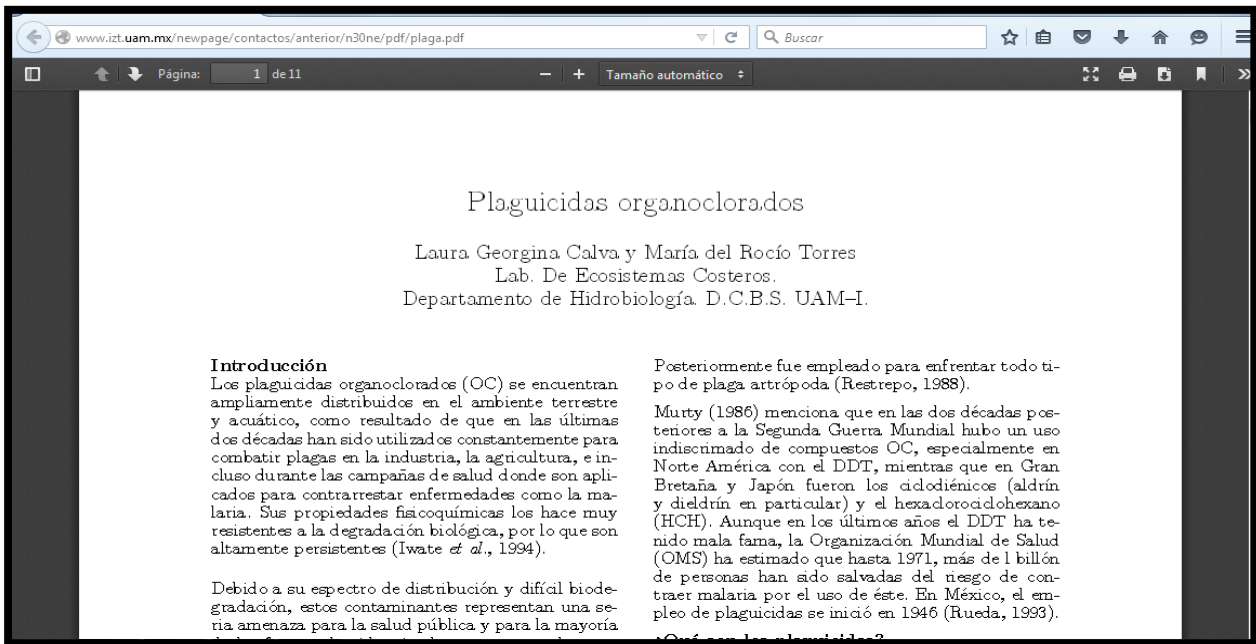 www.izt.uam.mx/newpage/contactos/anterior/n30ne/pdf/plaga.pdf
Buscar
Página: 1 de 11
Tamaño automático
Plaguicidas organoclorados
Laura Georgina Calva y María del Rocío Torres
Lab. De Ecosistemas Costeros.
Departamento de Hidrobiología. D.C.B.S. UAM–I.
Introducción
Los plaguicidas organoclorados (OC) se encuentran
ampliamente distribuidos en el ambiente terrestre
y acuático, como resultado de que en las últimas
dos décadas han sido utilizados constantemente para
combatir plagas en la industria, la agricultura, e in-
cluso durante las campañas de salud donde son apli-
cados para contrarrestar enfermedades como la ma-
laria. Sus propiedades fisicoquímicas los hace muy
resistentes a la degradación biológica, por lo que son
altamente persistentes (Iwate et al., 1994).
Debido a su espectro de distribución y difícil biode-
gradación, estos contaminantes representan una se-
ria amenaza para la salud pública y para la mayoría
Posteriormente fue empleado para enfrentar todo ti-
po de plaga artrópoda (Restrepo, 1988).
Murty (1986) menciona que en las dos décadas pos-
teriores a la Segunda Guerra Mundial hubo un uso
indiscrimado de compuestos OC, especialmente en
Norte América con el DDT, mientras que en Gran
Bretaña y Japón fueron los ciclodiénicos (aldrín
y dieldrín en particular) y el hexaclorociclohexano
(HCH). Aunque en los últimos años el DDT ha te-
nido mala fama, la Organización Mundial de Salud
(OMS) ha estimado que hasta 1971, más de l billón
de personas han sido salvadas del riesgo de con-
traer malaria por el uso de éste. En México, el em-
pleo de plaguicidas se inició en 1946 (Rueda, 1993).
¿Qué son los plaguicidas?